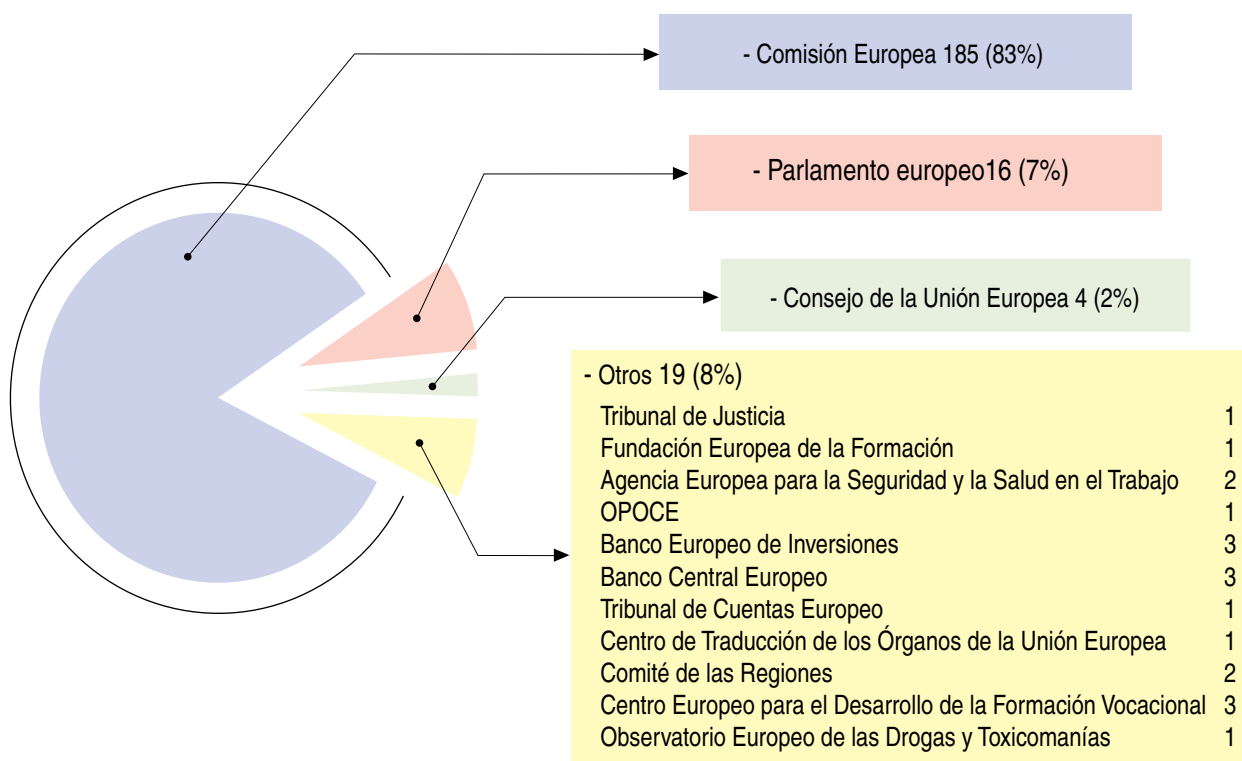 - Comisión Europea 185 (83%)
- Parlamento europeo16 (7%)
- Consejo de la Unión Europea 4 (2%)
- Otros 19 (8%)
Tribunal de Justicia 1
Fundación Europea de la Formación 1
Agencia Europea para la Seguridad y la Salud en el Trabajo 2
OPOCE 1
Banco Europeo de Inversiones 3
Banco Central Europeo 3
Tribunal de Cuentas Europeo 1
Centro de Traducción de los Órganos de la Unión Europea 1
Comité de las Regiones 2
Centro Europeo para el Desarrollo de la Formación Vocacional 3
Observatorio Europeo de las Drogas y Toxicomanías 1